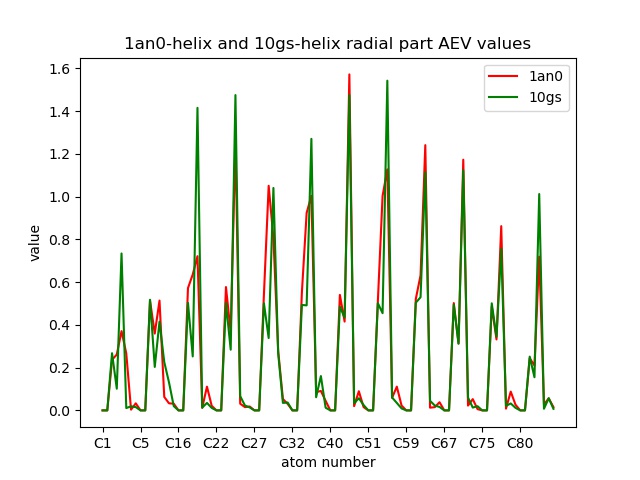 1an0-helix and 10gs-helix radial part AEV values
1an0
10gs
value
1.6
1.4
1.2
1.0
0.8
0.6
0.4
0.2
0.0
C1 C5 C16 C22 C27 C32 C40 C51 C59 C67 C75 C80
atom number